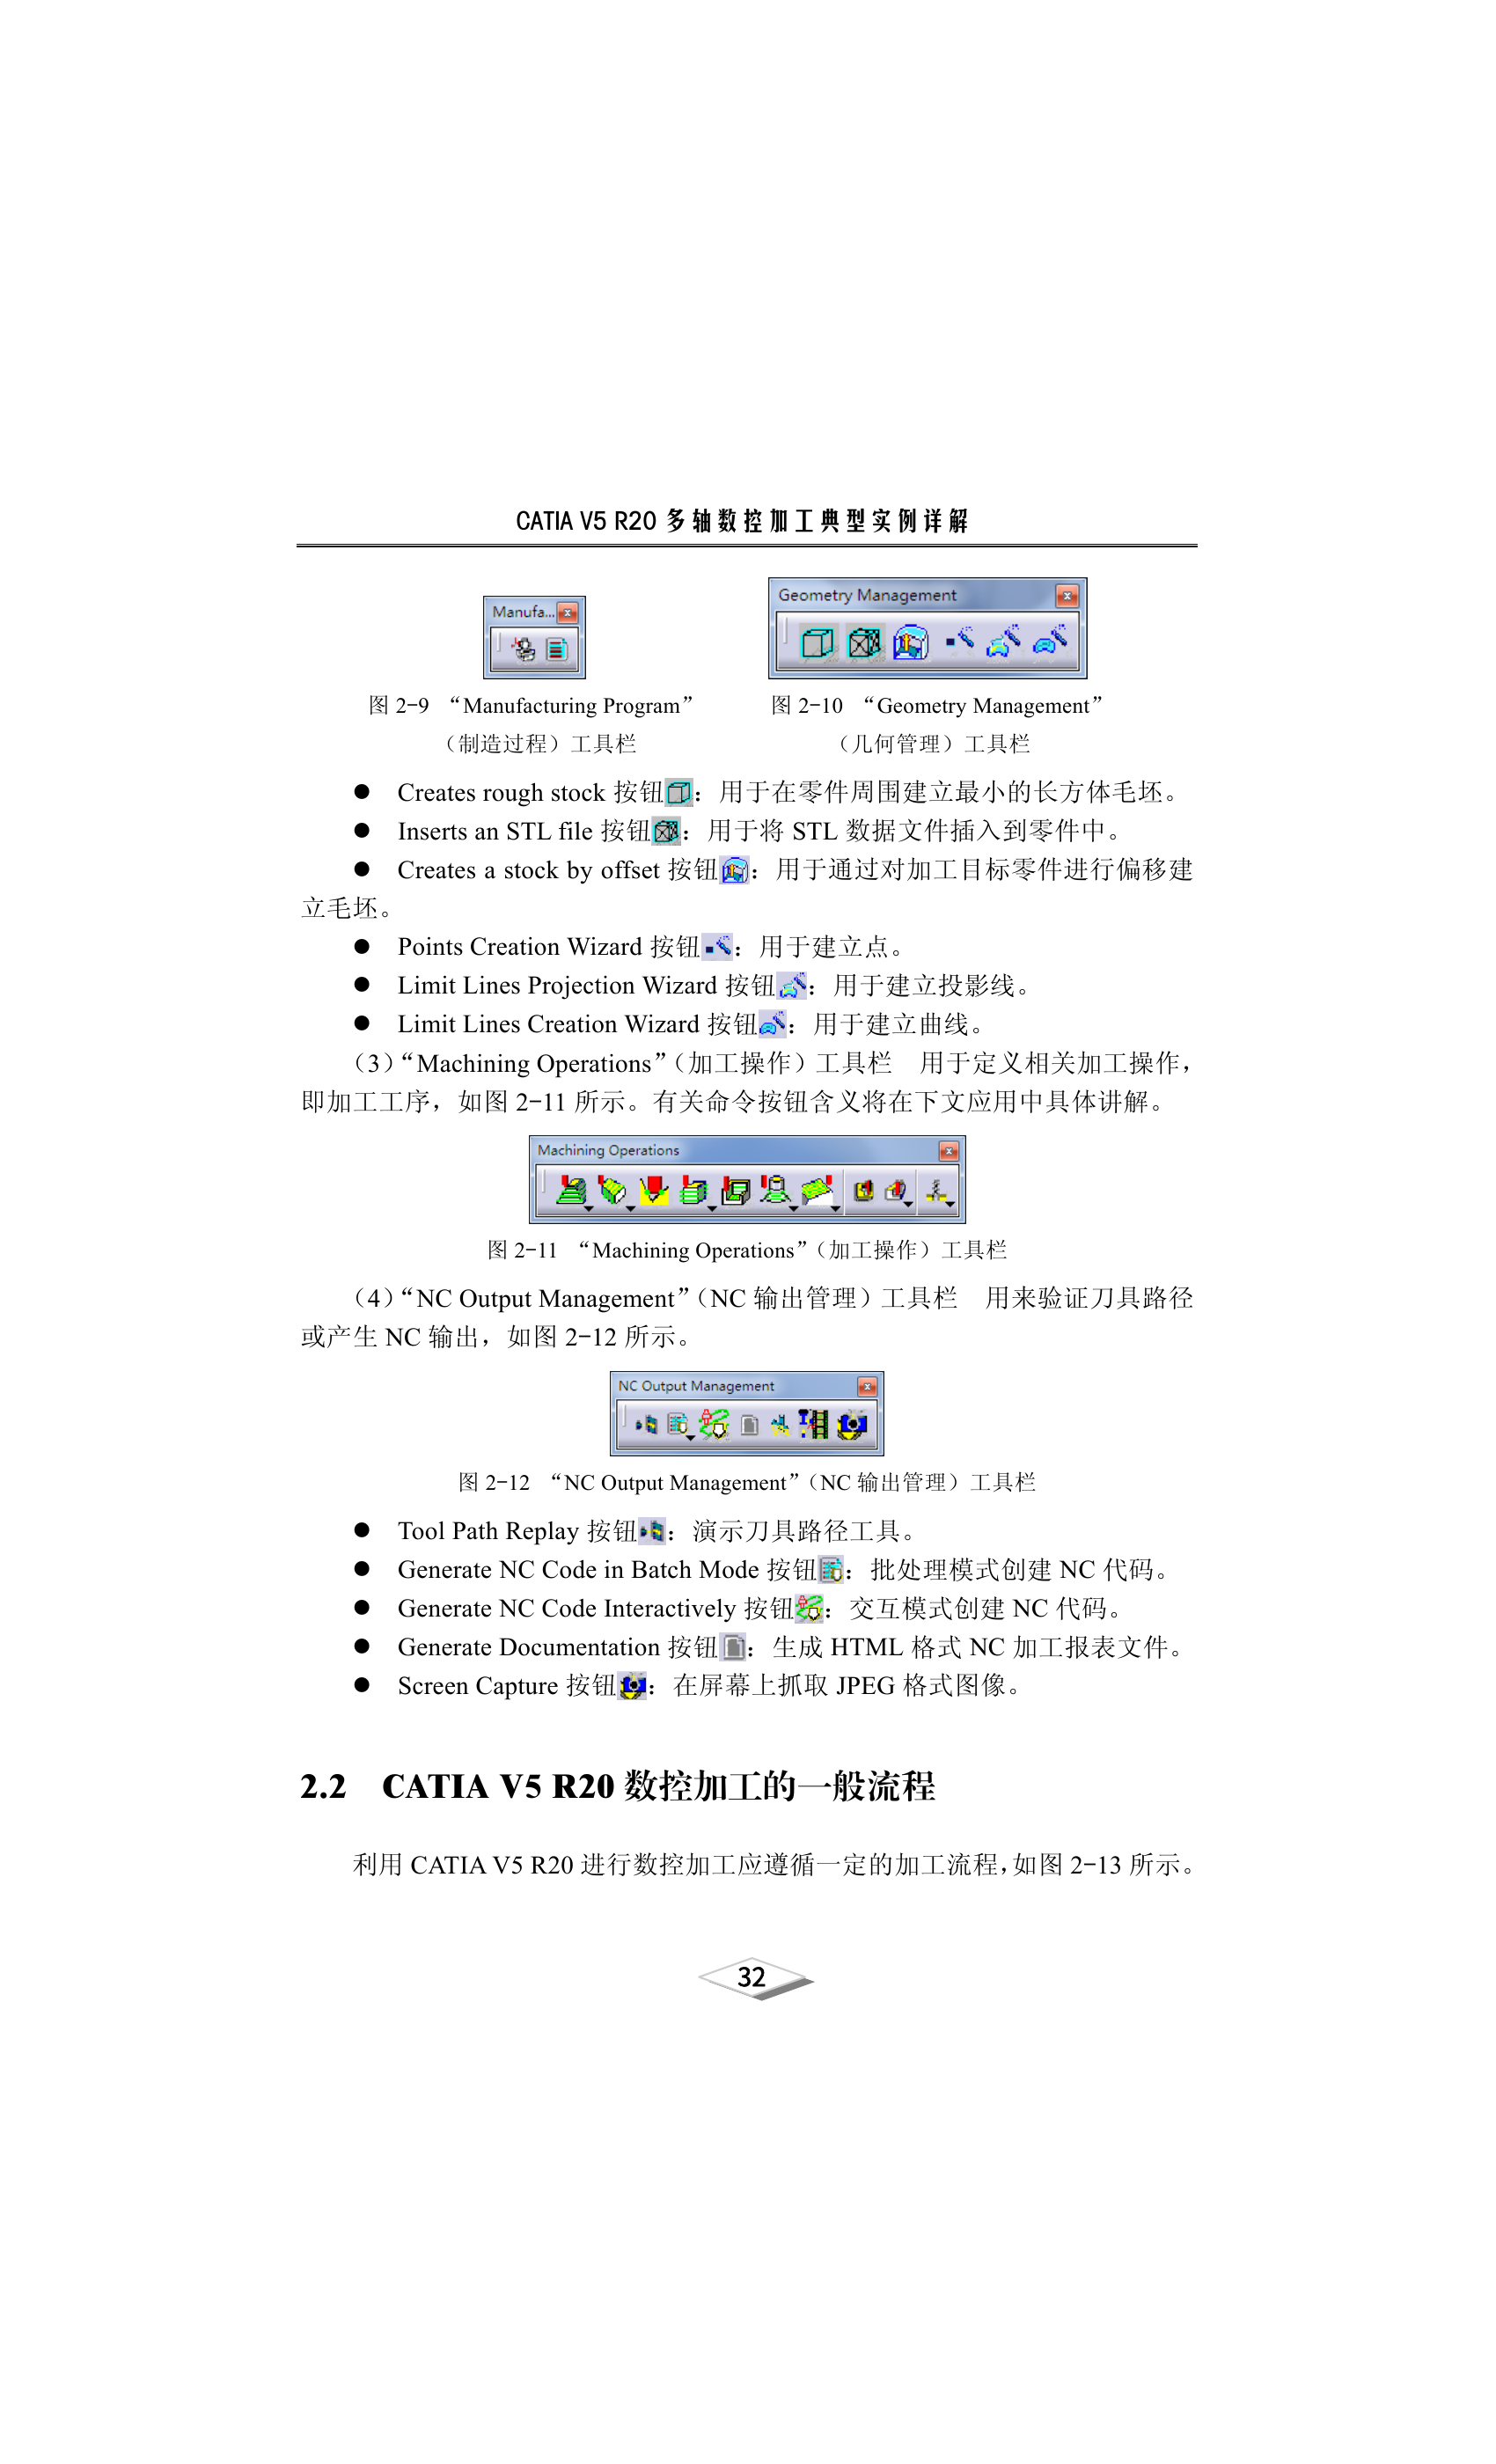 CATIA V5 R20 多轴数控加工典型实例详解
Manufa...
Geometry Management
图 2-9 “Manufacturing Program”
（制造过程）工具栏
图 2-10 “Geometry Management”
（几何管理）工具栏
● Creates rough stock 按钮：用于在零件周围建立最小的长方体毛坯。
● Inserts an STL file 按钮：用于将 STL 数据文件插入到零件中。
● Creates a stock by offset 按钮：用于通过对加工目标零件进行偏移建
立毛坯。
● Points Creation Wizard 按钮：用于建立点。
● Limit Lines Projection Wizard 按钮：用于建立投影线。
● Limit Lines Creation Wizard 按钮：用于建立曲线。
（3）“Machining Operations”（加工操作）工具栏 用于定义相关加工操作，
即加工工序，如图 2-11 所示。有关命令按钮含义将在下文应用中具体讲解。
Machining Operations
图 2-11 “Machining Operations”（加工操作）工具栏
（4）“NC Output Management”（NC 输出管理）工具栏 用来验证刀具路径
或产生 NC 输出，如图 2-12 所示。
NC Output Management
图 2-12 “NC Output Management”（NC 输出管理）工具栏
● Tool Path Replay 按钮：演示刀具路径工具。
● Generate NC Code in Batch Mode 按钮：批处理模式创建 NC 代码。
● Generate NC Code Interactively 按钮：交互模式创建 NC 代码。
● Generate Documentation 按钮：生成 HTML 格式 NC 加工报表文件。
● Screen Capture 按钮：在屏幕上抓取 JPEG 格式图像。
2.2 CATIA V5 R20 数控加工的一般流程
利用 CATIA V5 R20 进行数控加工应遵循一定的加工流程，如图 2-13 所示。
32